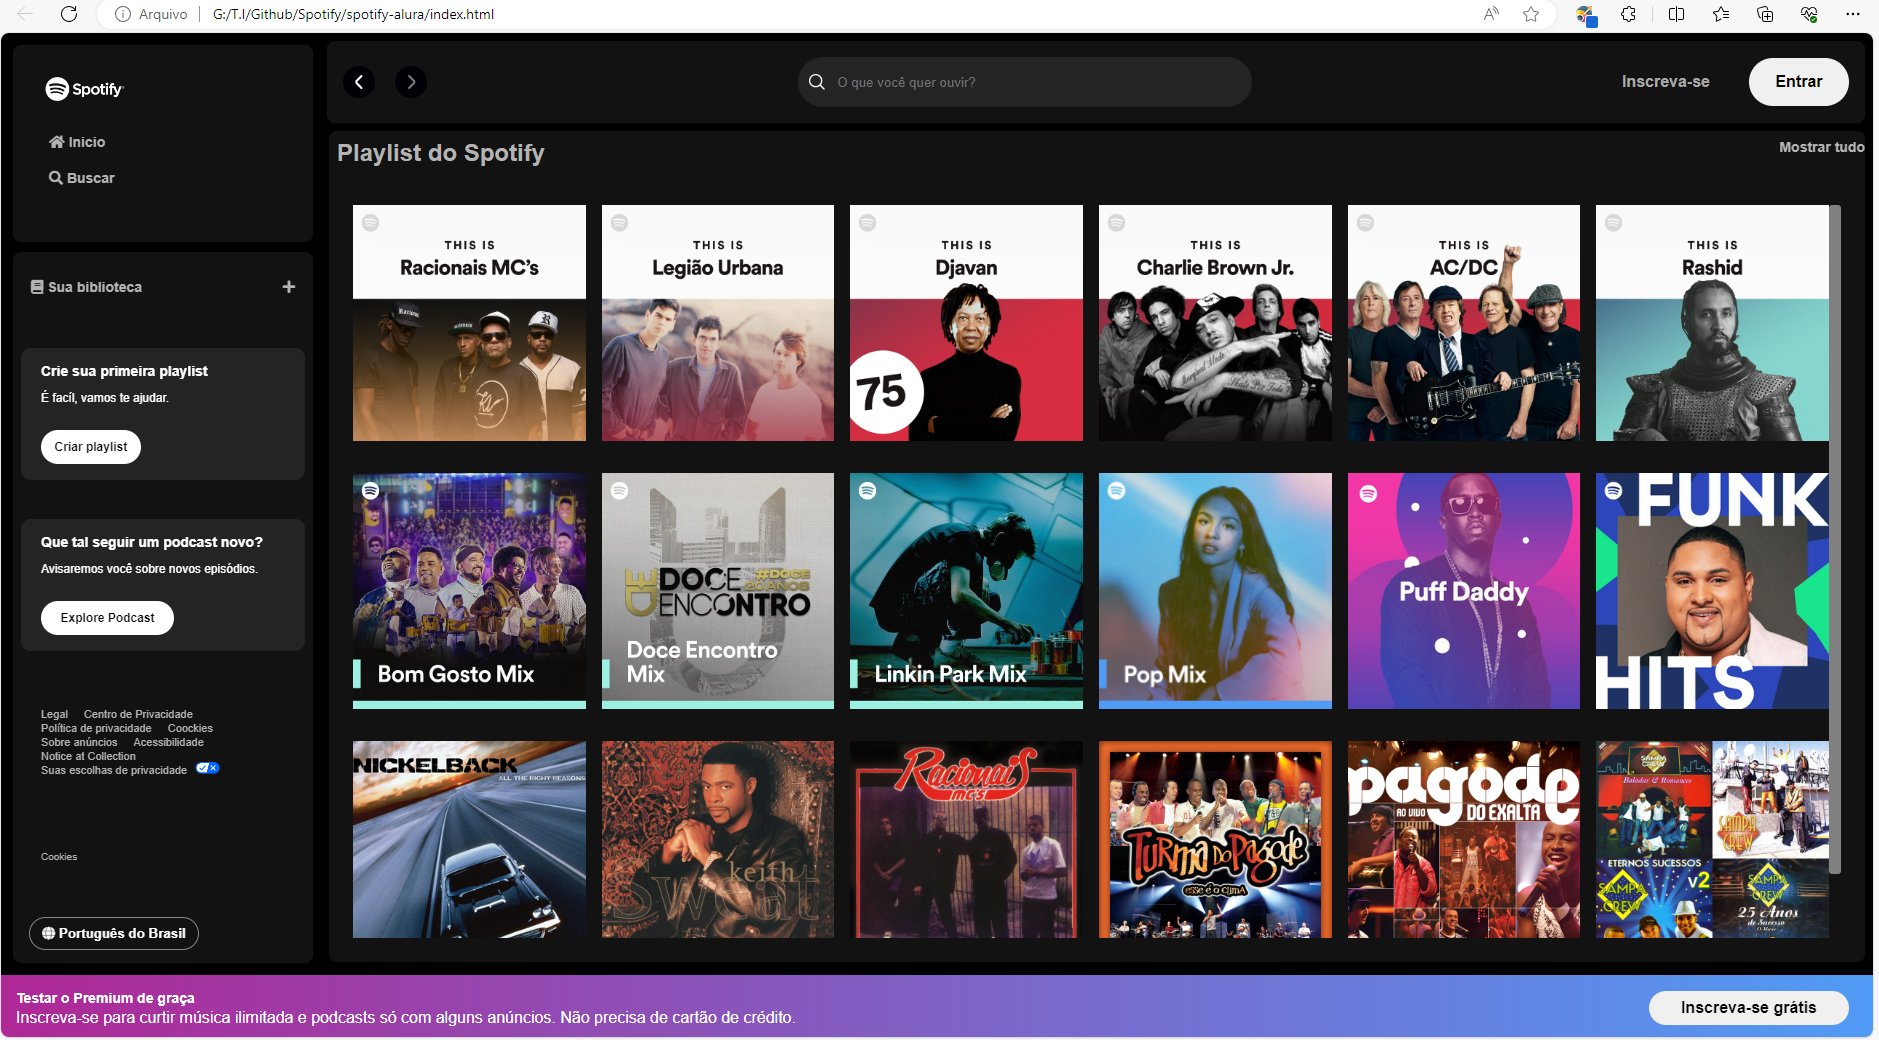 Arquivo
G:/T.I/Github/Spotify/spotify-alura/index.html
Spotify
Inicio
Buscar
O que você quer ouvir?
Inscreva-se
Entrar
Sua biblioteca
Crie sua primeira playlist
É facíl, vamos te ajudar.
Criar playlist
Que tal seguir um podcast novo?
Avisaremos você sobre novos episódios.
Explore Podcast
Legal Centro de Privacidade
Política de privacidade Coockies
Sobre anúncios Acessibilidade
Notice at Collection
Suas escolhas de privacidade
Cookies
Português do Brasil
Playlist do Spotify
Mostrar tudo
THIS IS
Racionais MC's
THIS IS
Legião Urbana
THIS IS
Djavan
75
THIS IS
Charlie Brown Jr.
THIS IS
AC/DC
THIS IS
Rashid
Bom Gosto Mix
DOCE
ENCONTRO
#DOCE
20 ANOS
Doce Encontro
Mix
Linkin Park Mix
Pop Mix
Puff Daddy
FUNK
HITS
NICKELBACK
ALL THE RIGHT REASONS
keith
Sweat
Racionais
MC'S
TURMA DO PAGODE
esse é o clima
pagode
AO VIVO DO EXALTA
SAMPA
CREW
Baladas & Romances
SAMPA
CREW
ETERNOS SUCESSOS
v2
SAMPA
CREW
SAMPA
CREW
25 Anos
de Sucesso
Testar o Premium de graça
Inscreva-se para curtir música ilimitada e podcasts só com alguns anúncios. Não precisa de cartão de crédito.
Inscreva-se grátis